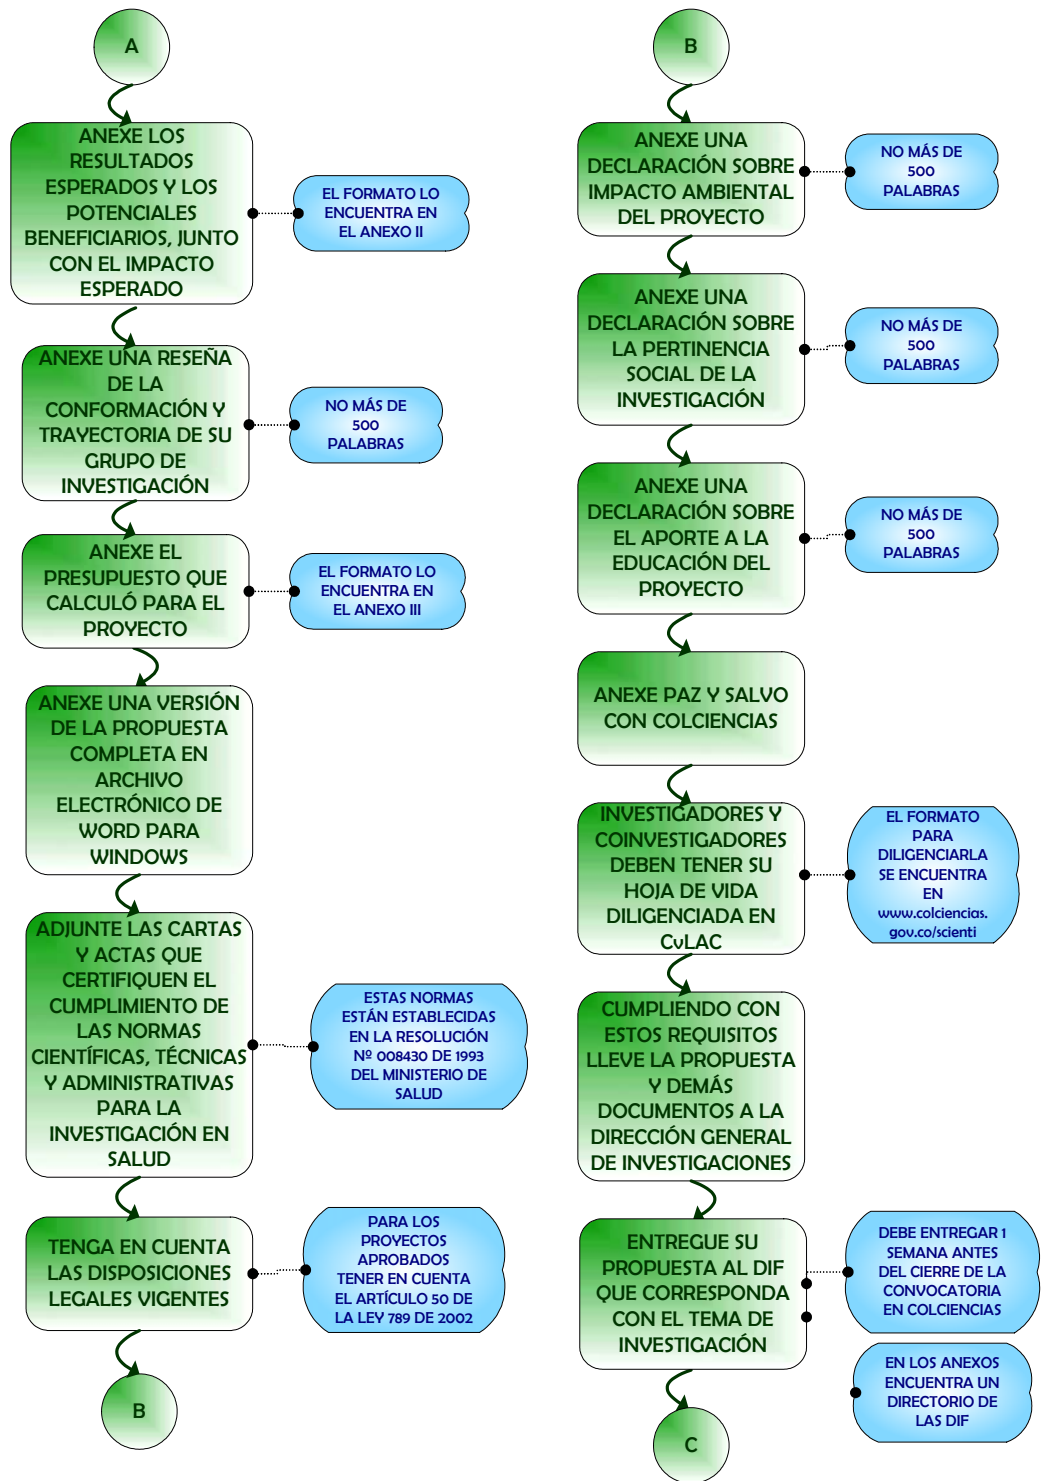 A
ANEXE LOS
RESULTADOS
ESPERADOS Y LOS
POTENCIALES
BENEFICIARIOS, JUNTO
CON EL IMPACTO
ESPERADO
EL FORMATO LO
ENCUENTRA EN
EL ANEXO II
ANEXE UNA RESEÑA
DE LA
CONFORMACIÓN Y
TRAYECTORIA DE SU
GRUPO DE
INVESTIGACIÓN
NO MÁS DE
500
PALABRAS
ANEXE EL
PRESUPUESTO QUE
CALCULÓ PARA EL
PROYECTO
EL FORMATO LO
ENCUENTRA EN
EL ANEXO III
ANEXE UNA VERSIÓN
DE LA PROPUESTA
COMPLETA EN
ARCHIVO
ELECTRÓNICO DE
WORD PARA
WINDOWS
ADJUNTE LAS CARTAS
Y ACTAS QUE
CERTIFIQUEN EL
CUMPLIMIENTO DE
LAS NORMAS
CIENTÍFICAS, TÉCNICAS
Y ADMINISTRATIVAS
PARA LA
INVESTIGACIÓN EN
SALUD
ESTAS NORMAS
ESTÁN ESTABLECIDAS
EN LA RESOLUCIÓN
Nº 008430 DE 1993
DEL MINISTERIO DE
SALUD
TENGA EN CUENTA
LAS DISPOSICIONES
LEGALES VIGENTES
PARA LOS
PROYECTOS
APROBADOS
TENER EN CUENTA
EL ARTÍCULO 50 DE
LA LEY 789 DE 2002
B
B
ANEXE UNA
DECLARACIÓN SOBRE
IMPACTO AMBIENTAL
DEL PROYECTO
NO MÁS DE
500
PALABRAS
ANEXE UNA
DECLARACIÓN SOBRE
LA PERTINENCIA
SOCIAL DE LA
INVESTIGACIÓN
NO MÁS DE
500
PALABRAS
ANEXE UNA
DECLARACIÓN SOBRE
EL APORTE A LA
EDUCACIÓN DEL
PROYECTO
NO MÁS DE
500
PALABRAS
ANEXE PAZ Y SALVO
CON COLCIENCIAS
INVESTIGADORES Y
COINVESTIGADORES
DEBEN TENER SU
HOJA DE VIDA
DILIGENCIADA EN
CvLAC
EL FORMATO
PARA
DILIGENCIARLA
SE ENCUENTRA
EN
www.colciencias.
gov.co/scienti
CUMPLIENDO CON
ESTOS REQUISITOS
LLEVE LA PROPUESTA
Y DEMÁS
DOCUMENTOS A LA
DIRECCIÓN GENERAL
DE INVESTIGACIONES
ENTREGUE SU
PROPUESTA AL DIF
QUE CORRESPONDA
CON EL TEMA DE
INVESTIGACIÓN
DEBE ENTREGAR 1
SEMANA ANTES
DEL CIERRE DE LA
CONVOCATORIA
EN COLCIENCIAS
EN LOS ANEXOS
ENCUENTRA UN
DIRECTORIO DE
LAS DIF
C